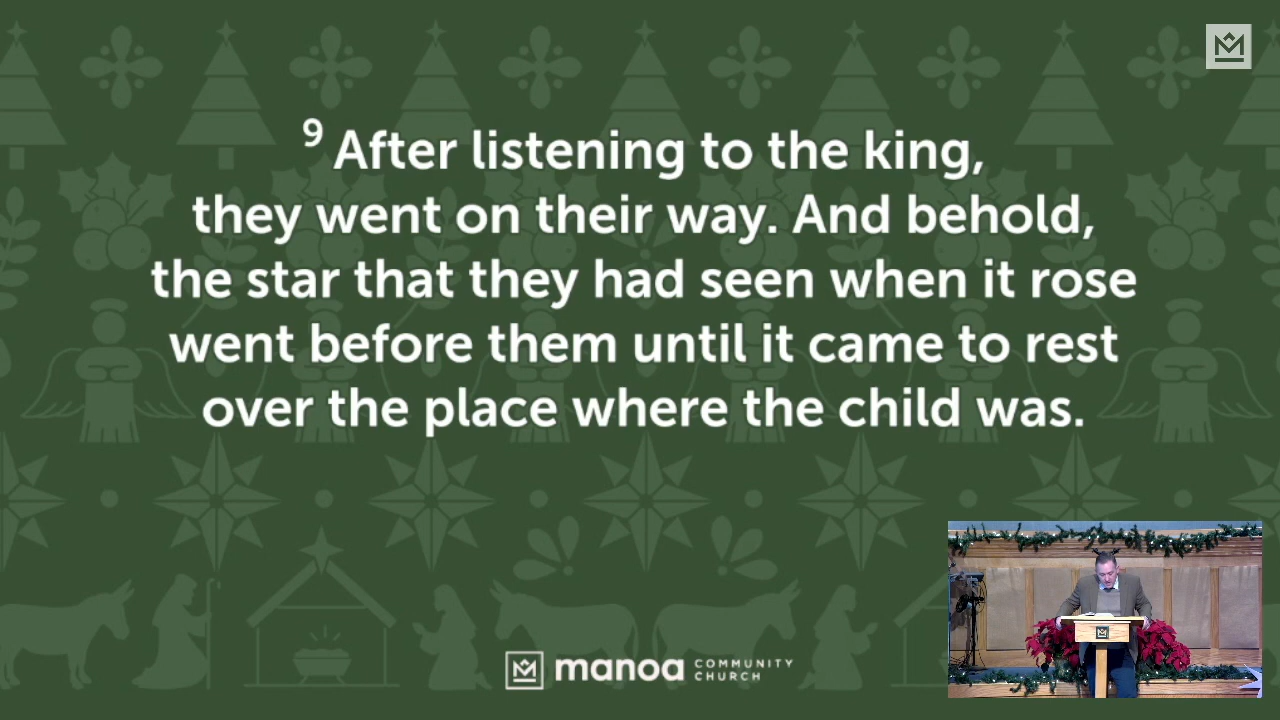 ⁹ After listening to the king,
they went on their way. And behold,
the star that they had seen when it rose
went before them until it came to rest
over the place where the child was.
manoa COMMUNITY
CHURCH